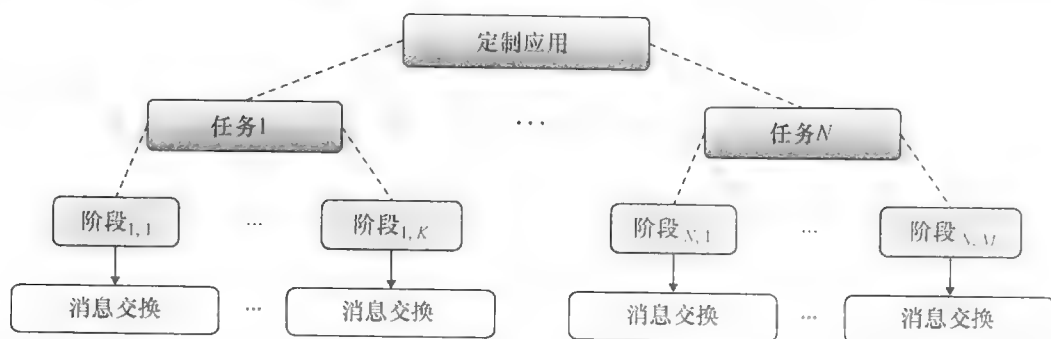 定制应用
任务1 … 任务N
阶段1,1 … 阶段1,K 阶段N,1 … 阶段N,M
消息交换 … 消息交换 消息交换 … 消息交换